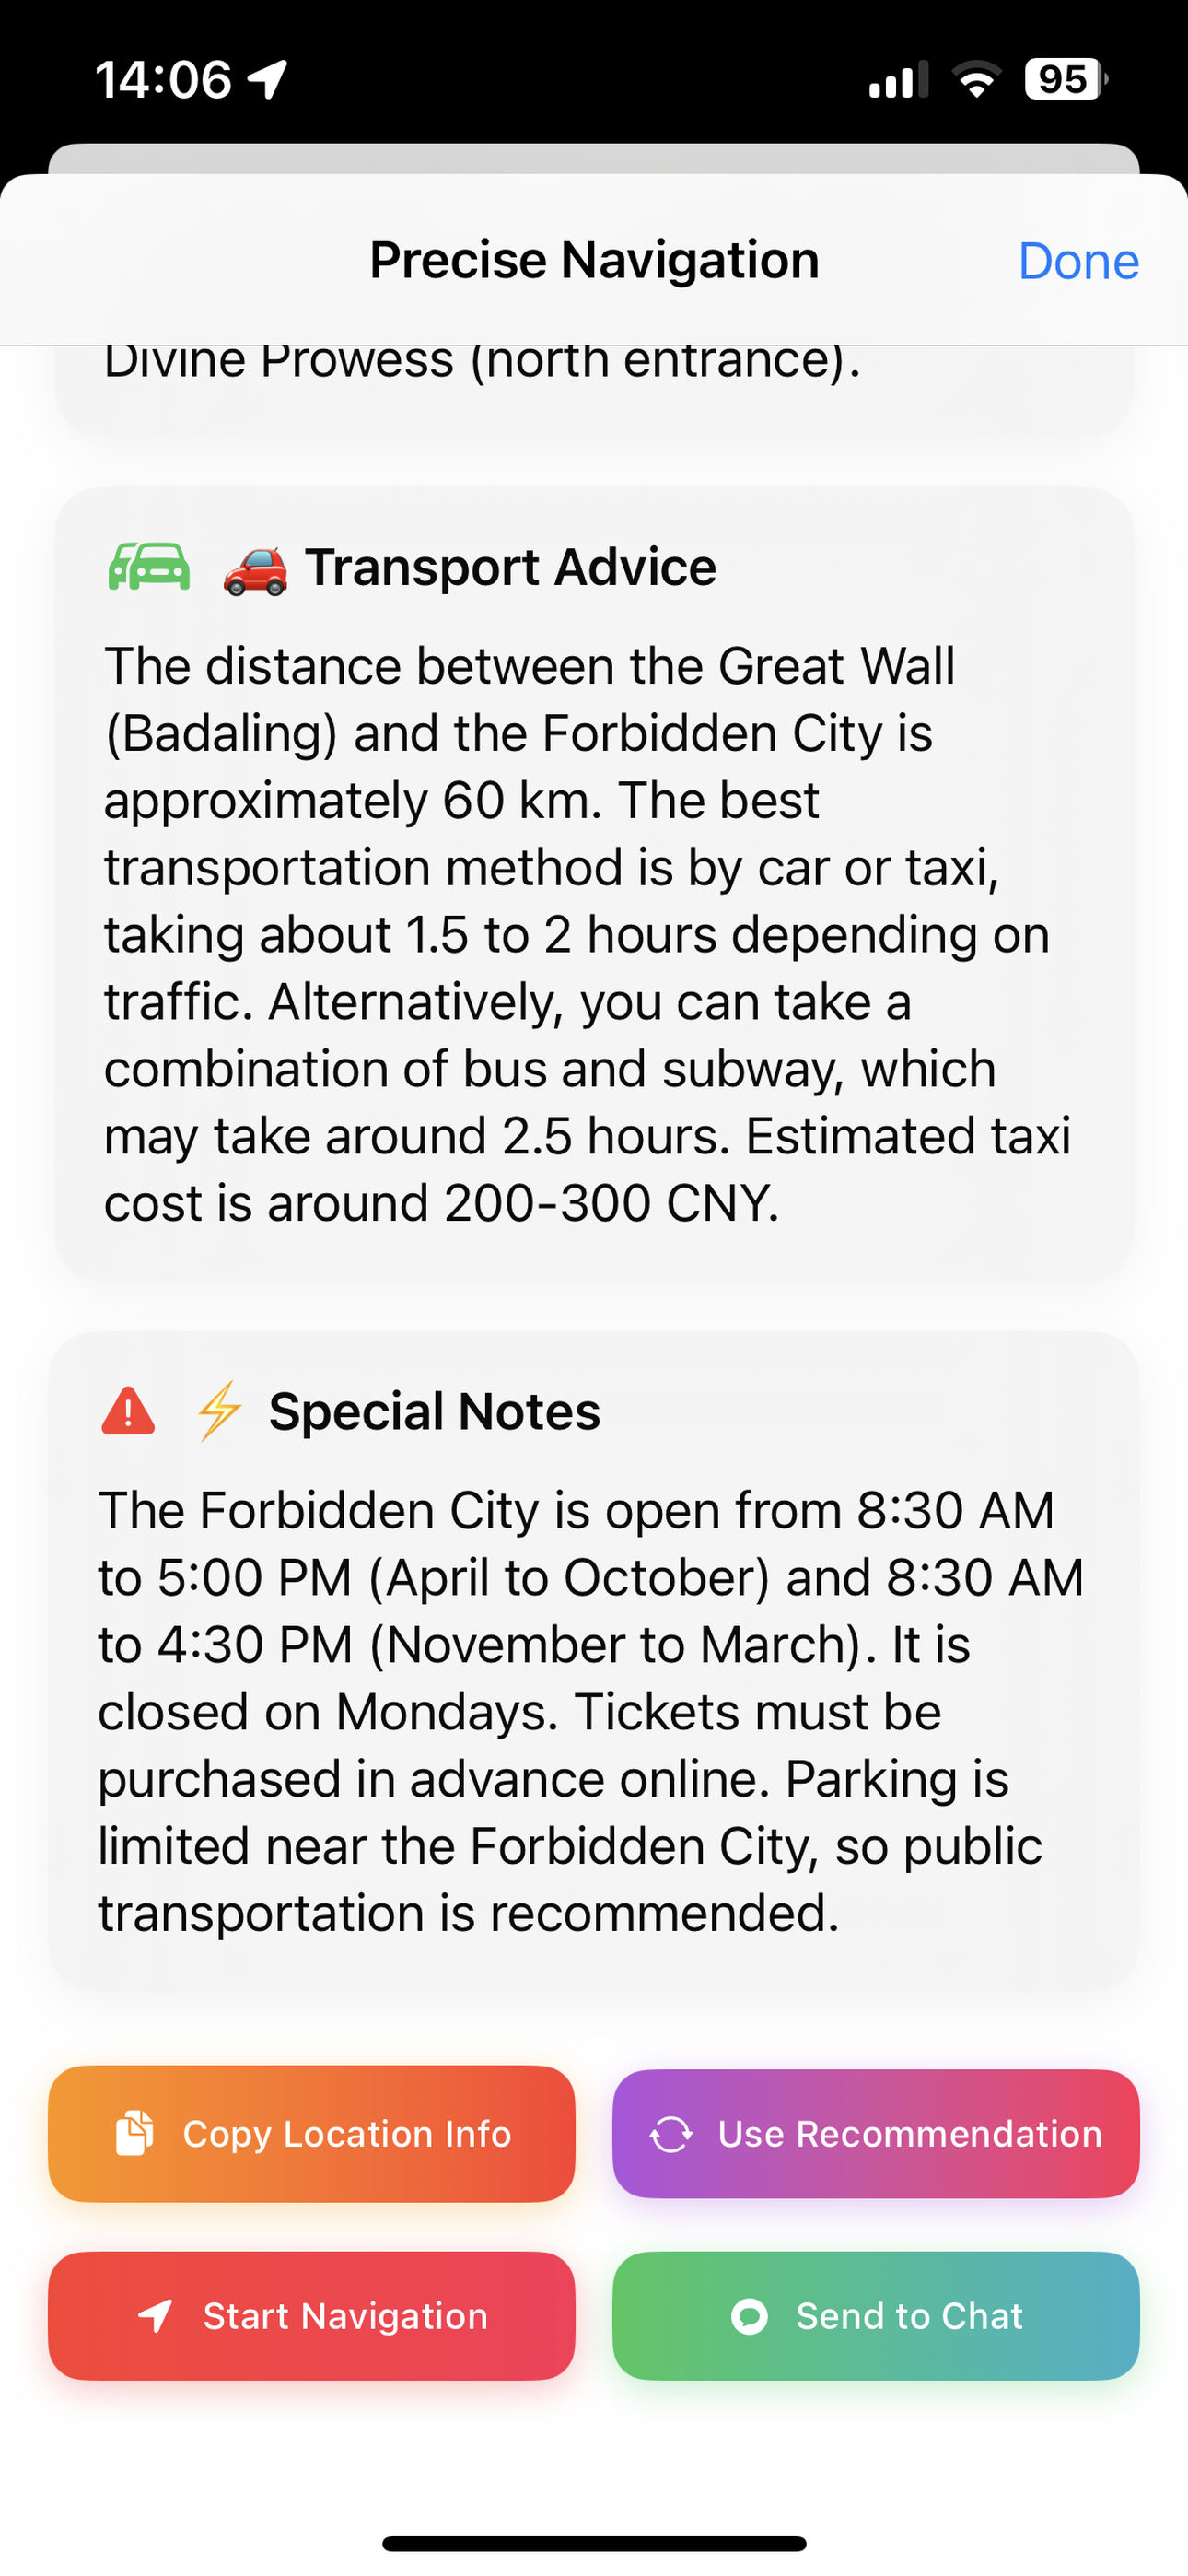 14:06
95
Precise Navigation
Done
Divine Prowess (north entrance).
🚗 Transport Advice
The distance between the Great Wall
(Badaling) and the Forbidden City is
approximately 60 km. The best
transportation method is by car or taxi,
taking about 1.5 to 2 hours depending on
traffic. Alternatively, you can take a
combination of bus and subway, which
may take around 2.5 hours. Estimated taxi
cost is around 200-300 CNY.
⚡ Special Notes
The Forbidden City is open from 8:30 AM
to 5:00 PM (April to October) and 8:30 AM
to 4:30 PM (November to March). It is
closed on Mondays. Tickets must be
purchased in advance online. Parking is
limited near the Forbidden City, so public
transportation is recommended.
Copy Location Info
Use Recommendation
Start Navigation
Send to Chat